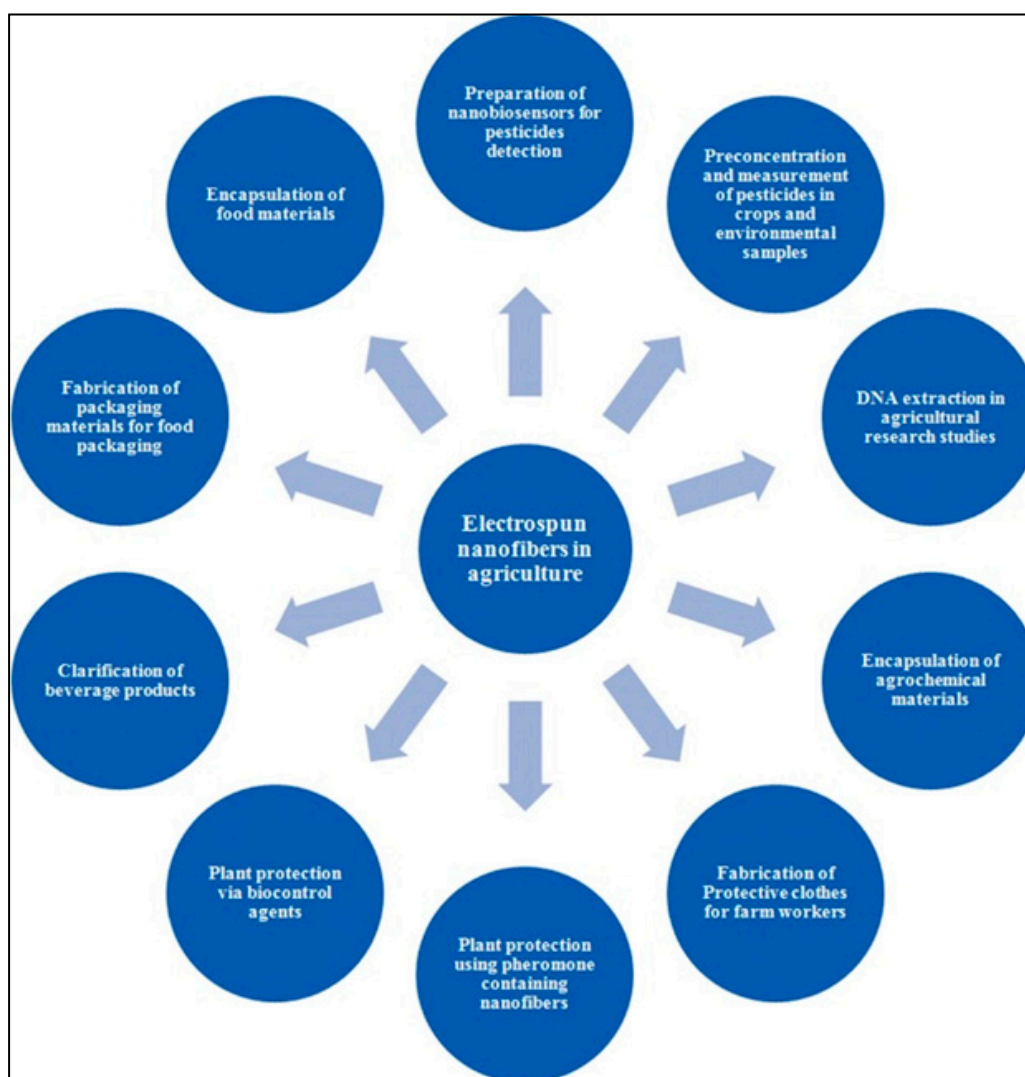 Preparation of
nanobiosensors for
pesticides
detection
Preconcentration
and measurement
of pesticides in
crops and
environmental
samples
DNA extraction in
agricultural
research studies
Encapsulation of
agrochemical
materials
Fabrication of
Protective clothes
for farm workers
Plant protection
using pheromone
containing
nanofibers
Plant protection
via biocontrol
agents
Clarification of
beverage products
Fabrication of
packaging
materials for food
packaging
Encapsulation of
food materials
Electrospun
nanofibers in
agriculture